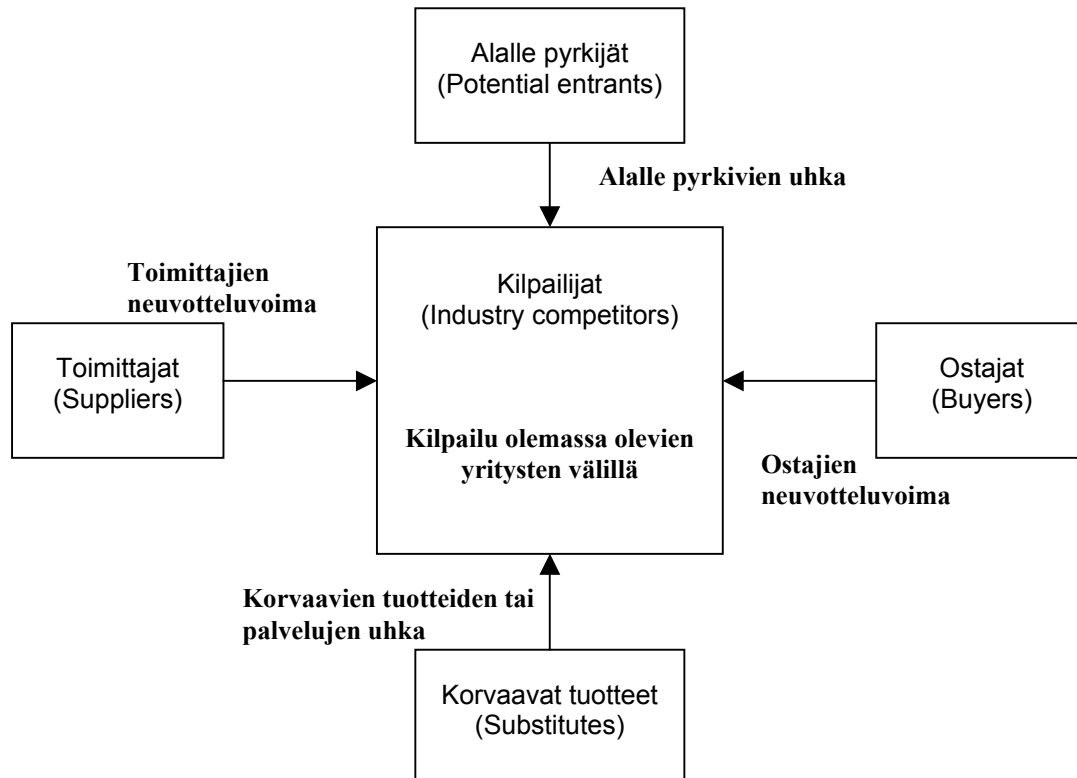 Alalle pyrkijät
(Potential entrants)
Alalle pyrkivien uhka
Toimittajien
neuvotteluvoima
Kilpailijat
(Industry competitors)
Toimittajat
(Suppliers)
Ostajat
(Buyers)
Kilpailu olemassa olevien
yritysten välillä
Ostajien
neuvotteluvoima
Korvaavien tuotteiden tai
palvelujen uhka
Korvaavat tuotteet
(Substitutes)